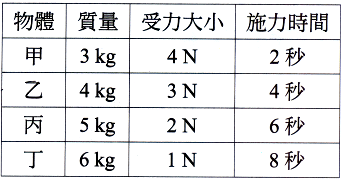 物體 質量 受力大小 施力時間
甲 3 kg 4 N 2 秒
乙 4 kg 3 N 4 秒
丙 5 kg 2 N 6 秒
丁 6 kg 1 N 8 秒